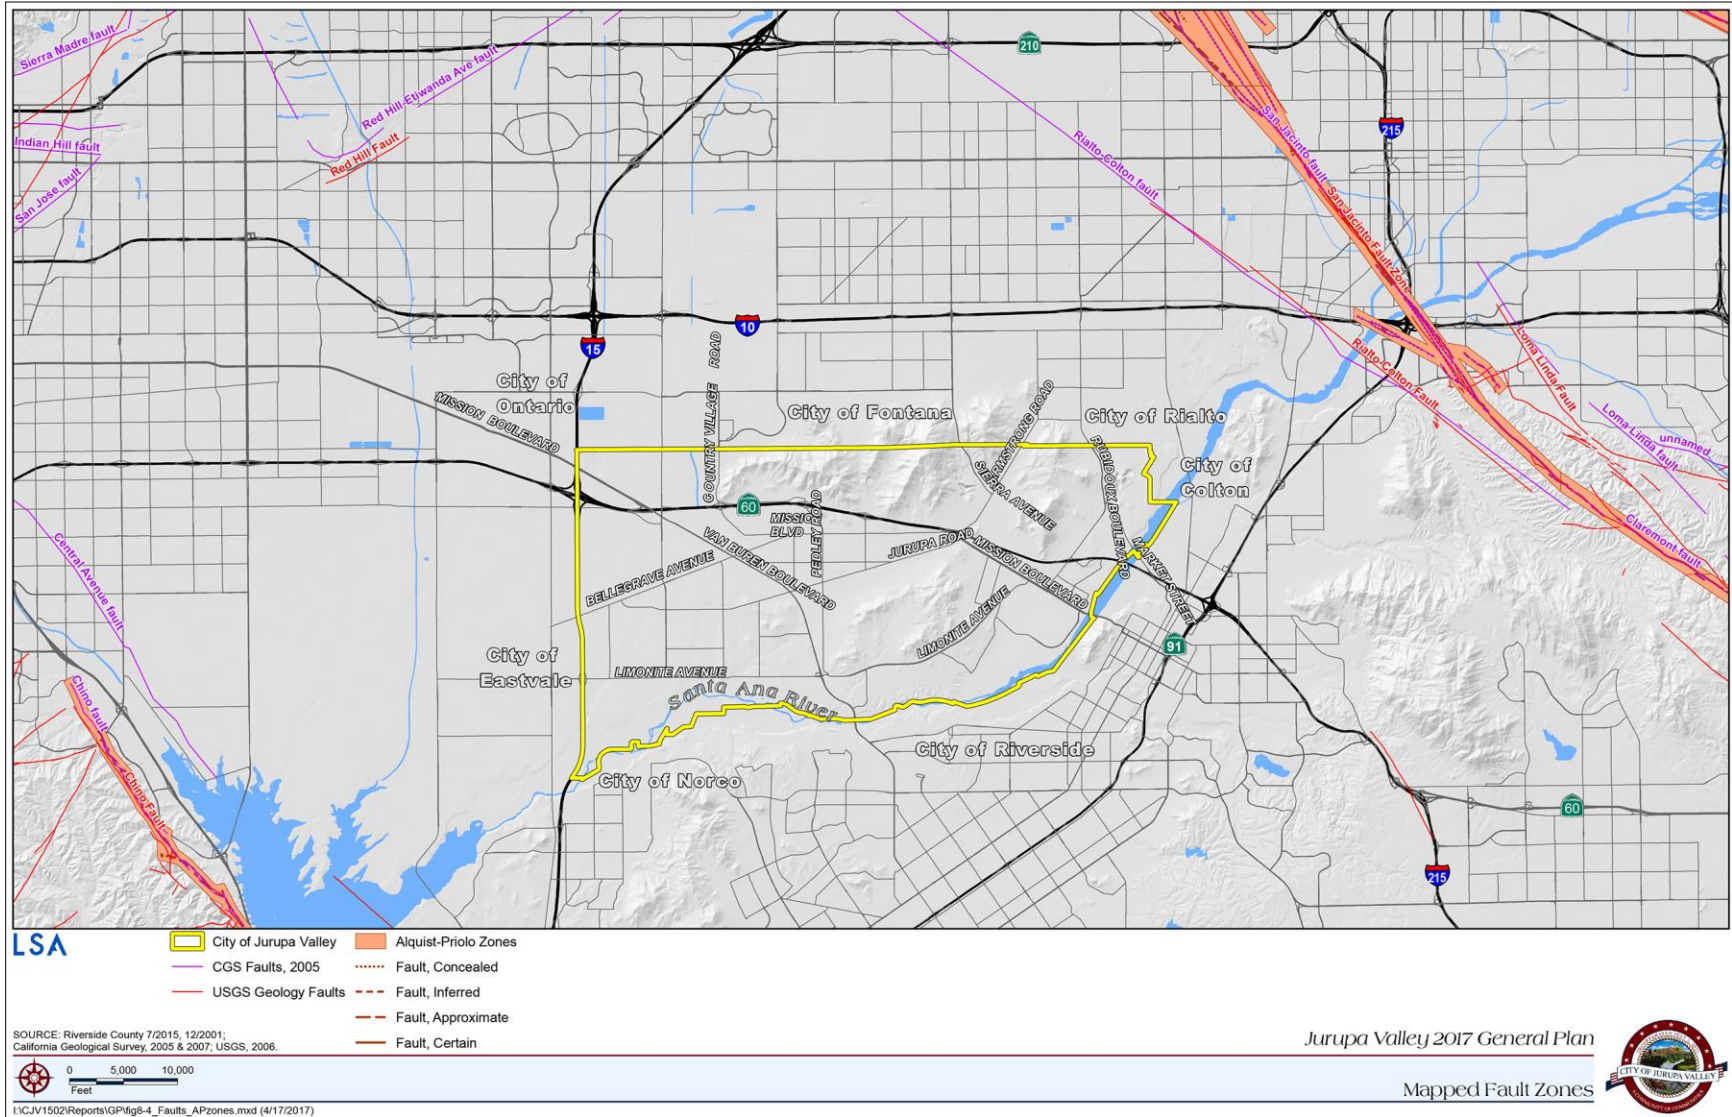 Sierra Madre fault
Red Hill-Etiwanda Ave fault
Red Hill Fault
Indian Hill fault
San Jose fault
210
215
San Jacinto fault
San Jacinto Fault Zone
Rialto-Colton fault
10
15
COUNTRY VILLAGE ROAD
City of
Ontario
MISSION BOULEVARD
City of Fontana
ARMSTRONG ROAD
SIERRA AVENUE
City of Rialto
RUBIDOUX BOULEVARD
City of
Colton
Rialto-Colton Fault
Loma Linda Fault
Loma Linda fault
unnamed
Claremont fault
60
MISSION
BLVD
PEDLEY ROAD
VAN BUREN BOULEVARD
JURUPA ROAD
MISSION BOULEVARD
MARKET STREET
BELLEGRAVE AVENUE
LIMONITE AVENUE
91
Central Avenue fault
City of
Eastvale
LIMONITE AVENUE
Santa Ana River
Chino fault
Chino Fault
City of Norco
City of Riverside
60
215
LSA
City of Jurupa Valley
CGS Faults, 2005
USGS Geology Faults
Alquist-Priolo Zones
Fault, Concealed
Fault, Inferred
Fault, Approximate
Fault, Certain
SOURCE: Riverside County 7/2015, 12/2001;
California Geological Survey, 2005 & 2007; USGS, 2006.
0 5,000 10,000
Feet
I:\CJV1502\Reports\GP\fig8-4_Faults_APzones.mxd (4/17/2017)
Jurupa Valley 2017 General Plan
Mapped Fault Zones
CITY OF JURUPA VALLEY